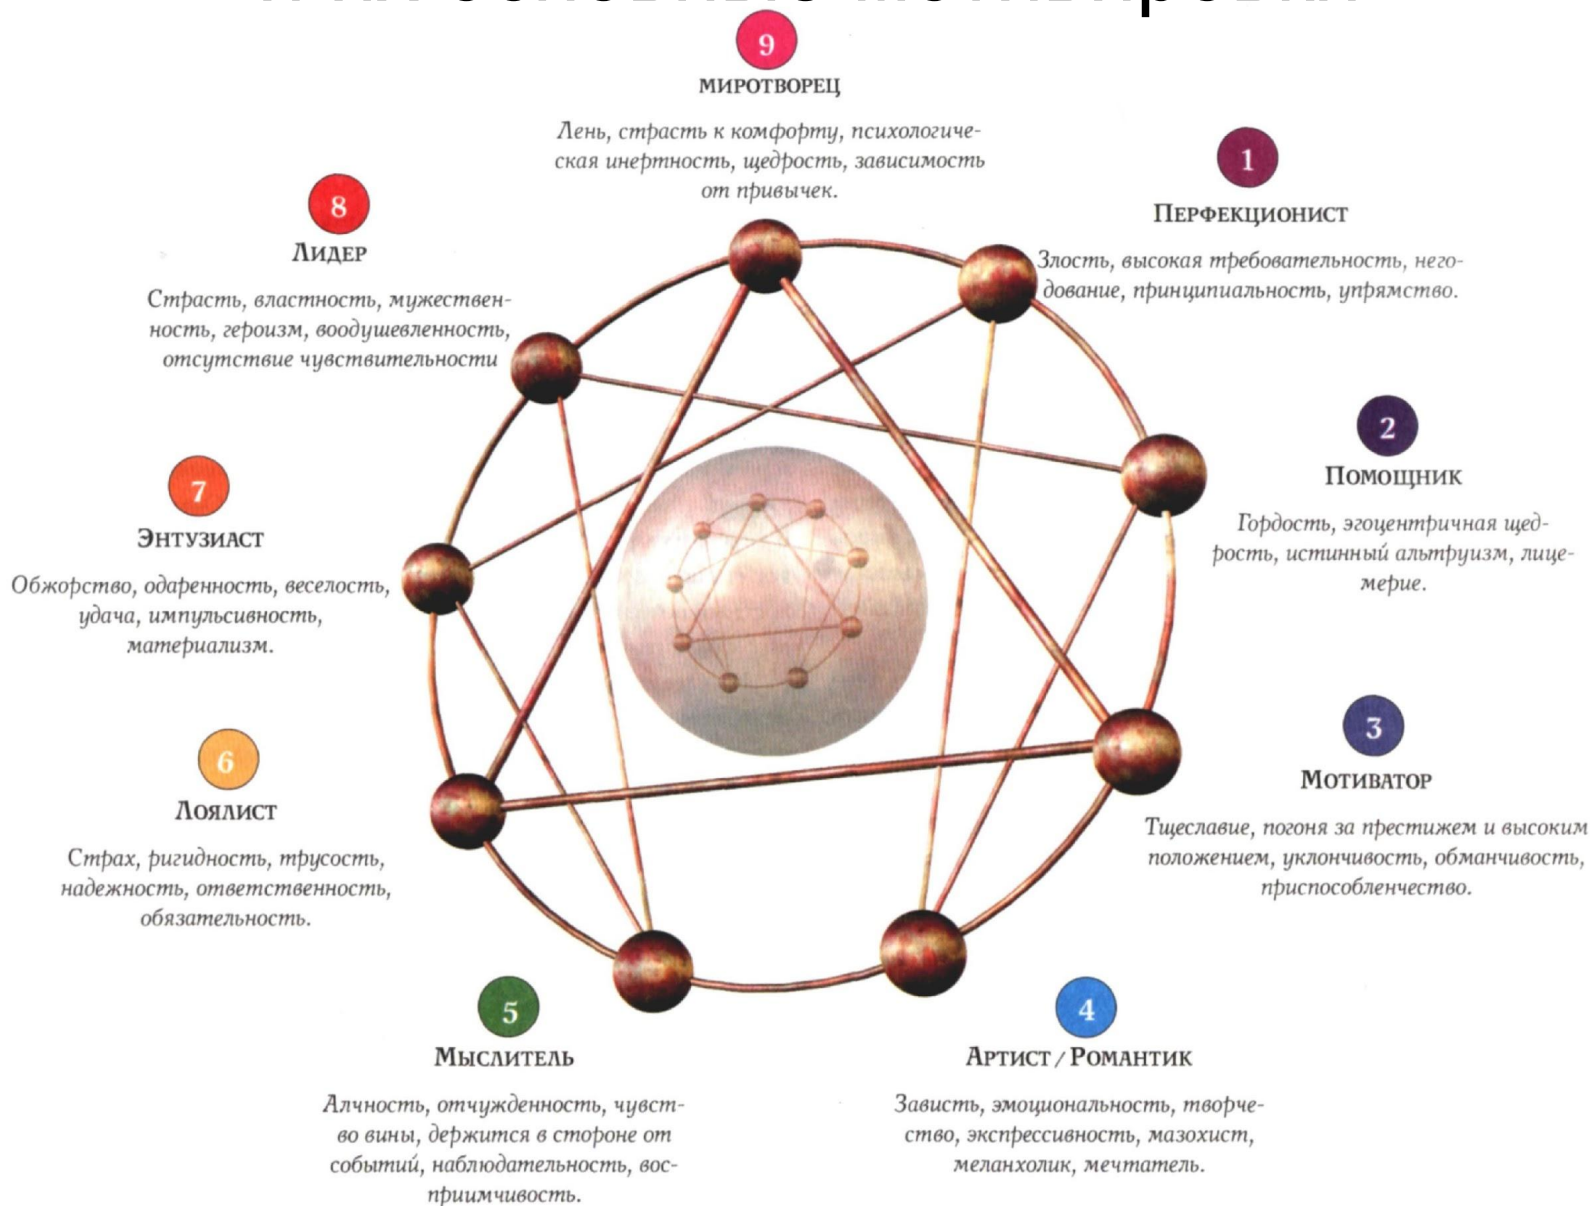 9
МИРОТВОРЕЦ
Лень, страсть к комфорту, психологиче-
ская инертность, щедрость, зависимость
от привычек.
1
Перфекционист
Злость, высокая требовательность, него-
дование, принципиальность, упрямство.
8
Лидер
Страсть, властность, мужествен-
ность, героизм, воодушевленность,
отсутствие чувствительности
2
Помощник
Гордость, эгоцентричная щед-
рость, истинный альтруизм, лице-
мерие.
7
Энтузиаст
Обжорство, одаренность, веселость,
удача, импульсивность,
материализм.
3
Мотиватор
Тщеславие, погоня за престижем и высоким
положением, уклончивость, обманчивость,
приспособленчество.
6
Лоялист
Страх, ригидность, трусость,
надежность, ответственность,
обязательность.
5
Мыслитель
Алчность, отчужденность, чувст-
во вины, держится в стороне от
событий, наблюдательность, вос-
приимчивость.
4
Артист / Романтик
Зависть, эмоциональность, творче-
ство, экспрессивность, мазохист,
меланхолик, мечтатель.